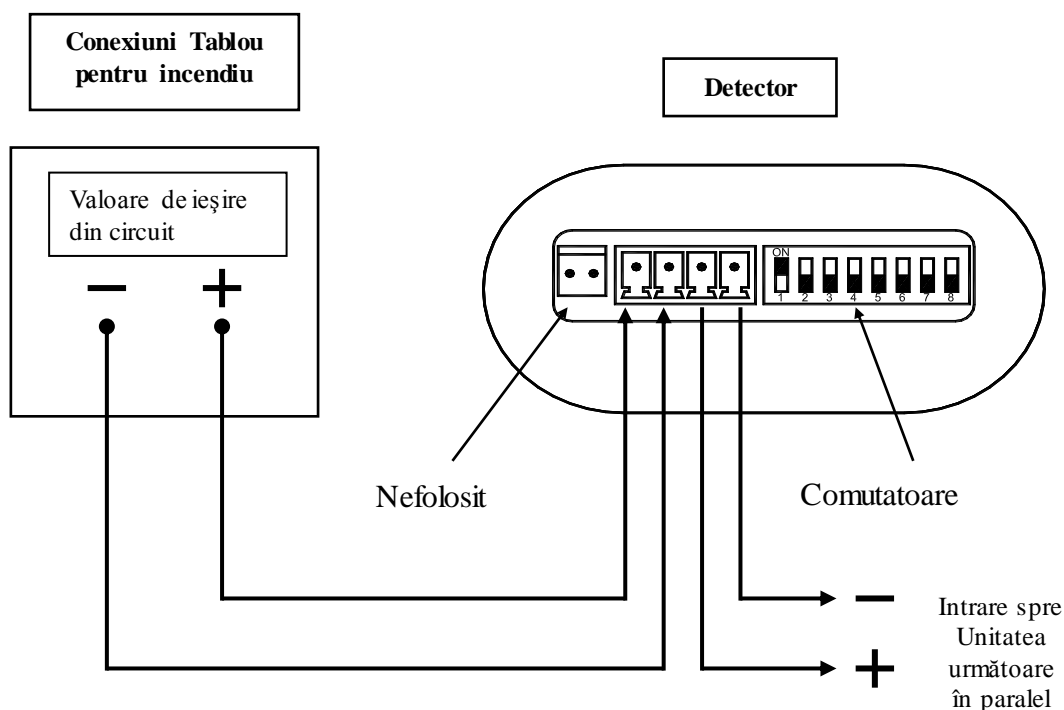 Conexiuni Tablou
pentru incendiu
Detector
Valoare de ieşire
din circuit
− +
ON
1 2 3 4 5 6 7 8
Nefolosit
Comutatoare
−
+
Intrare spre
Unitatea
următoare
în paralel